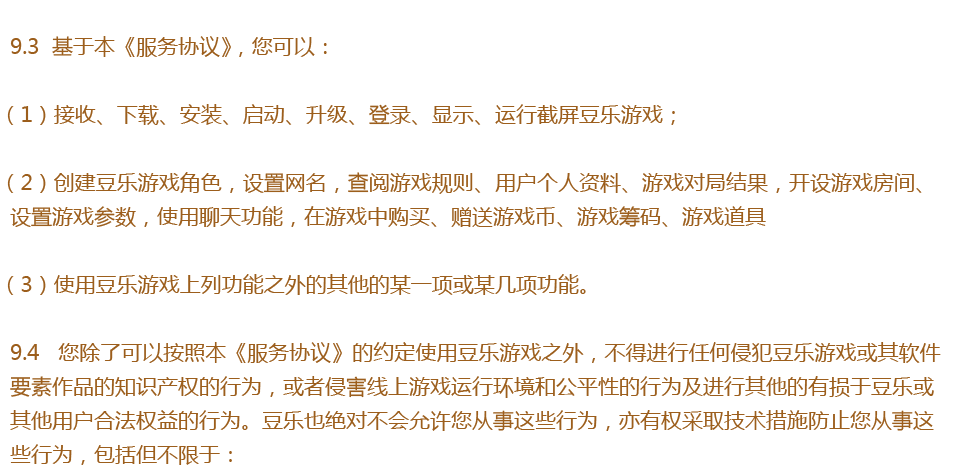 9.3 基于本《服务协议》, 您可以：
（1）接收、下载、安装、启动、升级、登录、显示、运行截屏豆乐游戏；
（2）创建豆乐游戏角色，设置网名，查阅游戏规则、用户个人资料、游戏对局结果，开设游戏房间、
设置游戏参数，使用聊天功能，在游戏中购买、赠送游戏币、游戏筹码、游戏道具
（3）使用豆乐游戏上列功能之外的其他的某一项或某几项功能。
9.4 您除了可以按照本《服务协议》的约定使用豆乐游戏之外，不得进行任何侵犯豆乐游戏或其软件
要素作品的知识产权的行为，或者侵害线上游戏运行环境和公平性的行为及进行其他的有损于豆乐或
其他用户合法权益的行为。豆乐也绝对不会允许您从事这些行为，亦有权采取技术措施防止您从事这
些行为，包括但不限于：